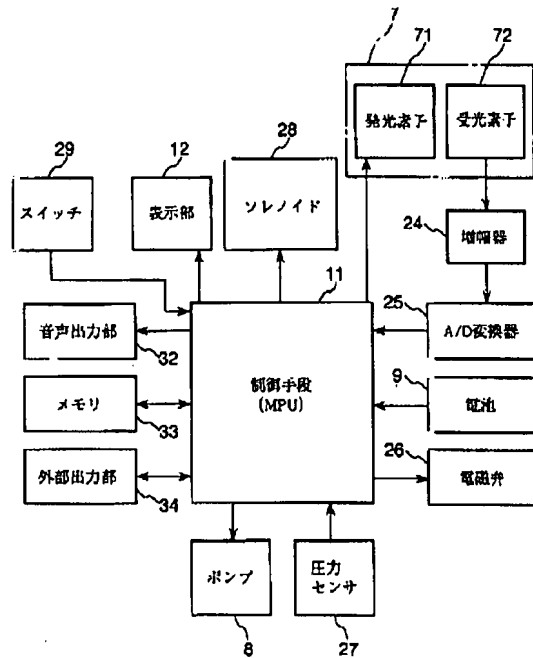 7
71
72
発光素子
受光素子
29
12
28
スイッチ
表示部
ソレノイド
24
増幅器
11
25
音声出力部
32
A/D変換器
制御手段
(MPU)
9
メモリ
33
電池
26
外部出力部
34
電磁弁
ポンプ
圧力
センサ
8
27